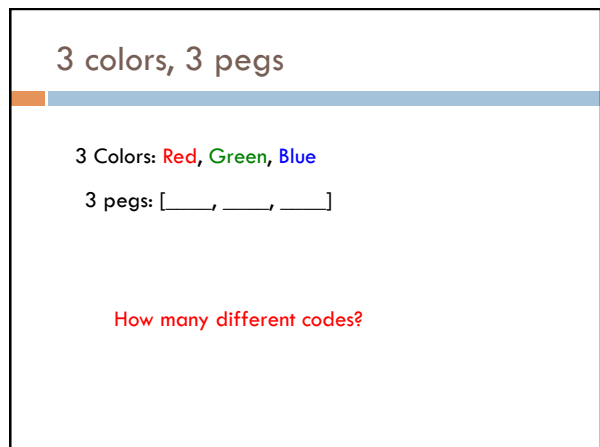 3 colors, 3 pegs
3 Colors: Red, Green, Blue
3 pegs: [____, ____, ____]
How many different codes?